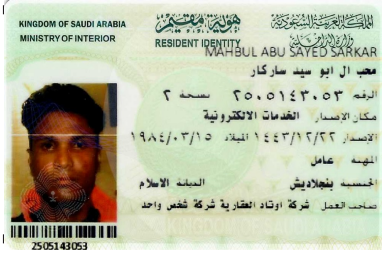 KINGDOM OF SAUDI ARABIA
MINISTRY OF INTERIOR
هوية مقيم
RESIDENT IDENTITY
المملكة العربية السعودية
وزارة الداخلية
MAHBUL ABU SAYED SARKAR
محب ال ابو سيد ساركار
الرقم ٢٥٠٥١٤٣٠٥٣ نسخة ٢
مكان الإصدار الخدمات الالكترونية
الإصدار ١٤٤٣/١٢/٢٢ الميلاد ١٩٨٤/٠٣/١٥
المهنة عامل
الجنسية بنجلاديش الديانة الاسلام
صاحب العمل شركة اوتاد العقارية شركة شخص واحد
2505143053